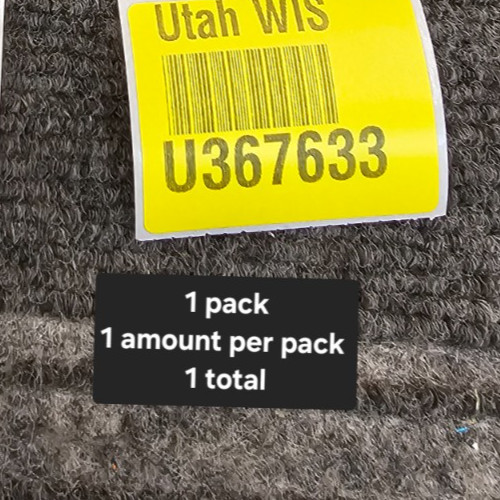 Utah WIS
U367633
1 pack
1 amount per pack
1 total